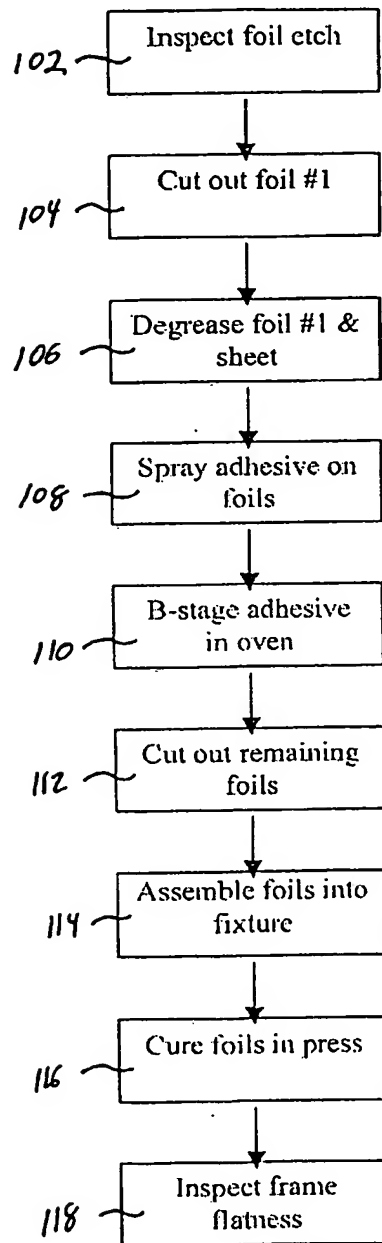 Inspect foil etch
102
Cut out foil #1
104
Degrease foil #1 &
sheet
106
Spray adhesive on
foils
108
B-stage adhesive
in oven
110
Cut out remaining
foils
112
Assemble foils into
fixture
114
Cure foils in press
116
Inspect frame
flatness
118